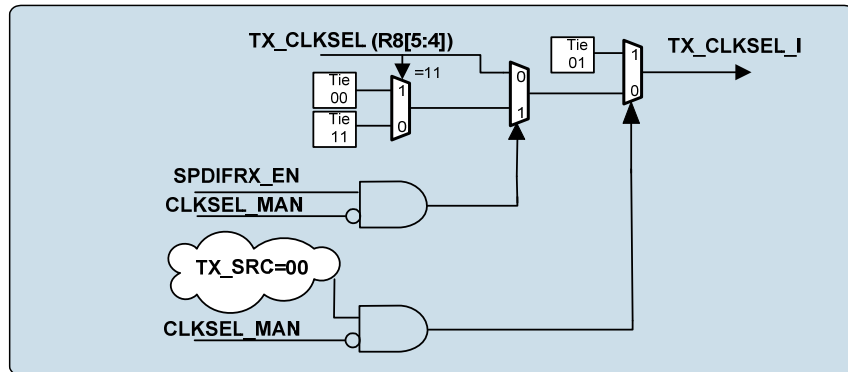 TX_CLKSEL (R8[5:4])
TX_CLKSEL_I
=11
Tie
00
Tie
11
1
0
0
1
Tie
01
1
0
SPDIFRX_EN
CLKSEL_MAN
TX_SRC=00
CLKSEL_MAN